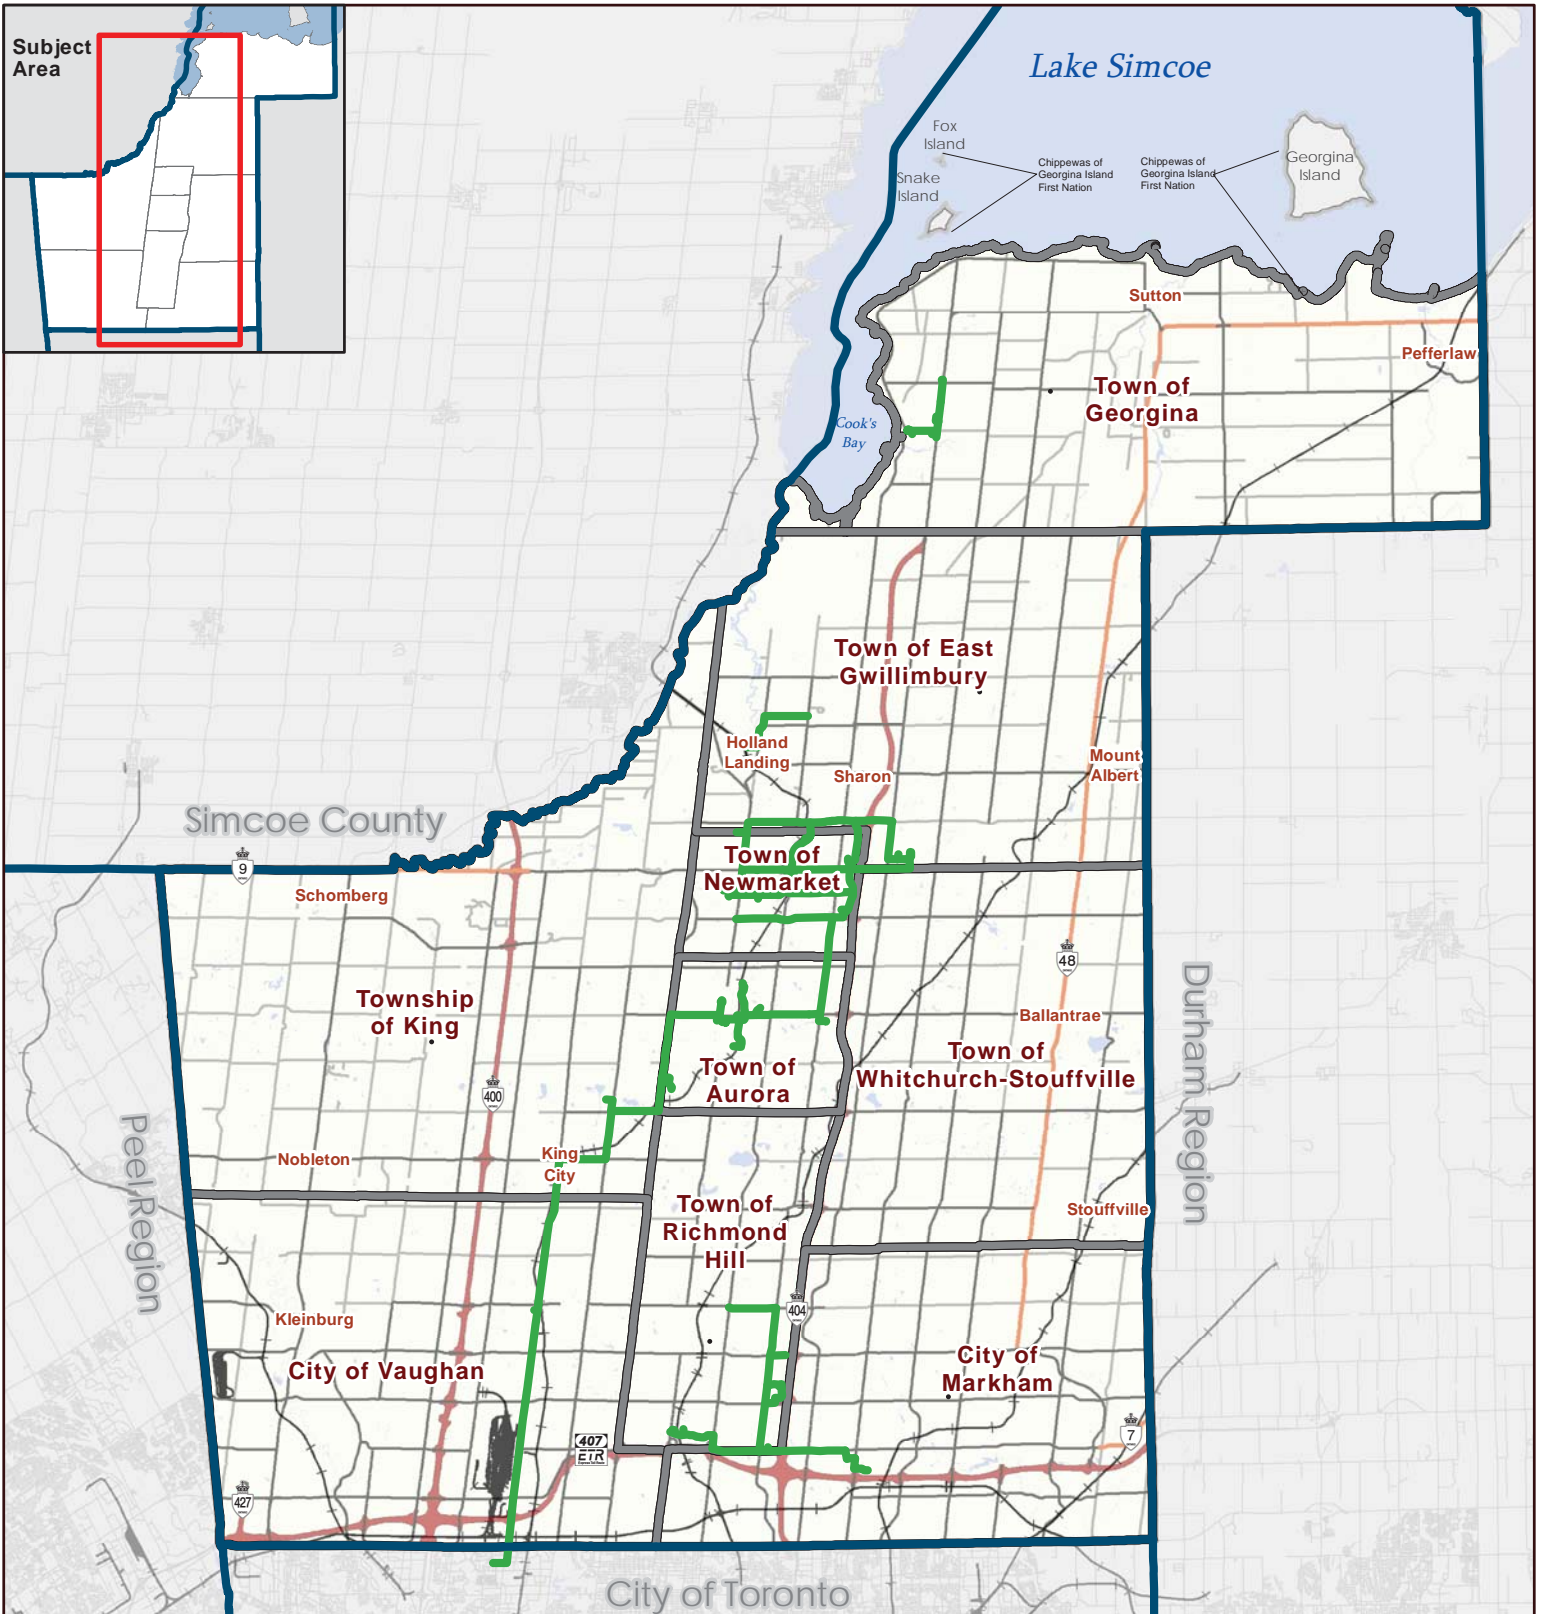 Subject
Area
Lake Simcoe
Fox
Island
Snake
Island
Chippewas of
Georgina Island
First Nation
Chippewas of
Georgina Island
First Nation
Georgina
Island
Sutton
Pefferlaw
Town of
Georgina
Cook's
Bay
Town of East
Gwillimbury
Holland
Landing
Sharon
Mount
Albert
Simcoe County
9
Schomberg
Town of
Newmarket
48
Township
of King
Ballantrae
Town of
Whitchurch-Stouffville
Town of
Aurora
400
Durham Region
Peel Region
Nobleton
King
City
Town of
Richmond
Hill
Stouffville
404
Kleinburg
City of Vaughan
City of
Markham
7
407
ETR
427
City of Toronto